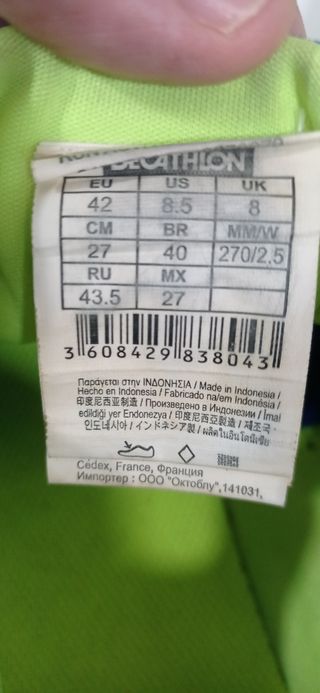 DECATHLON
EU US UK
42 8.5 8
CM BR MM/W
27 40 270/2,5
RU MX
43.5 27
3 608429 838043
Παράγεται στην ΙΝΔΟΝΗΣΙΑ / Made in Indonesia /
Hecho en Indonesia / Fabricado na/em Indonésia /
印度尼西亚制造 / Произведено в Индонезии / İmal
edildiği yer Endonezya / 印度尼西亞製造 / 제조국
인도네시아 / インドネシア製 / ผลิตในอินโดนีเซีย
Cédex, France, Франция
Импортер : ООО "Октоблу",141031,